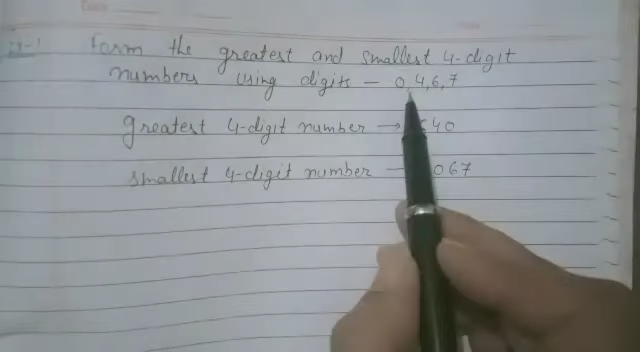 Form the greatest and smallest 4-digit
numbers using digits - 0,4,6,7
greatest 4-digit number → 640
smallest 4-digit number - 067